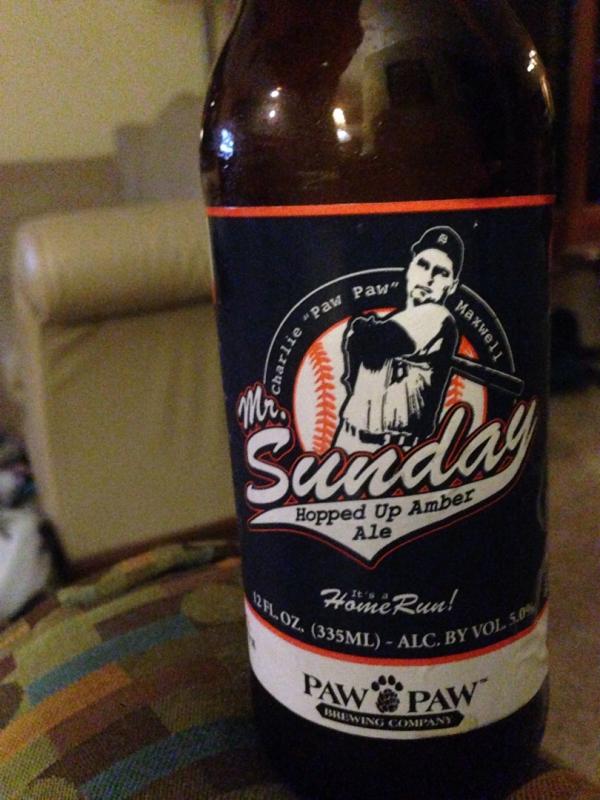 Charlie "Paw Paw" Maxwell
Mr.
Sunday
Hopped Up Amber
Ale
It's a
HomeRun!
12 FL. OZ. (335ML) - ALC. BY VOL. 5.0%
PAW PAW™
BREWING COMPANY